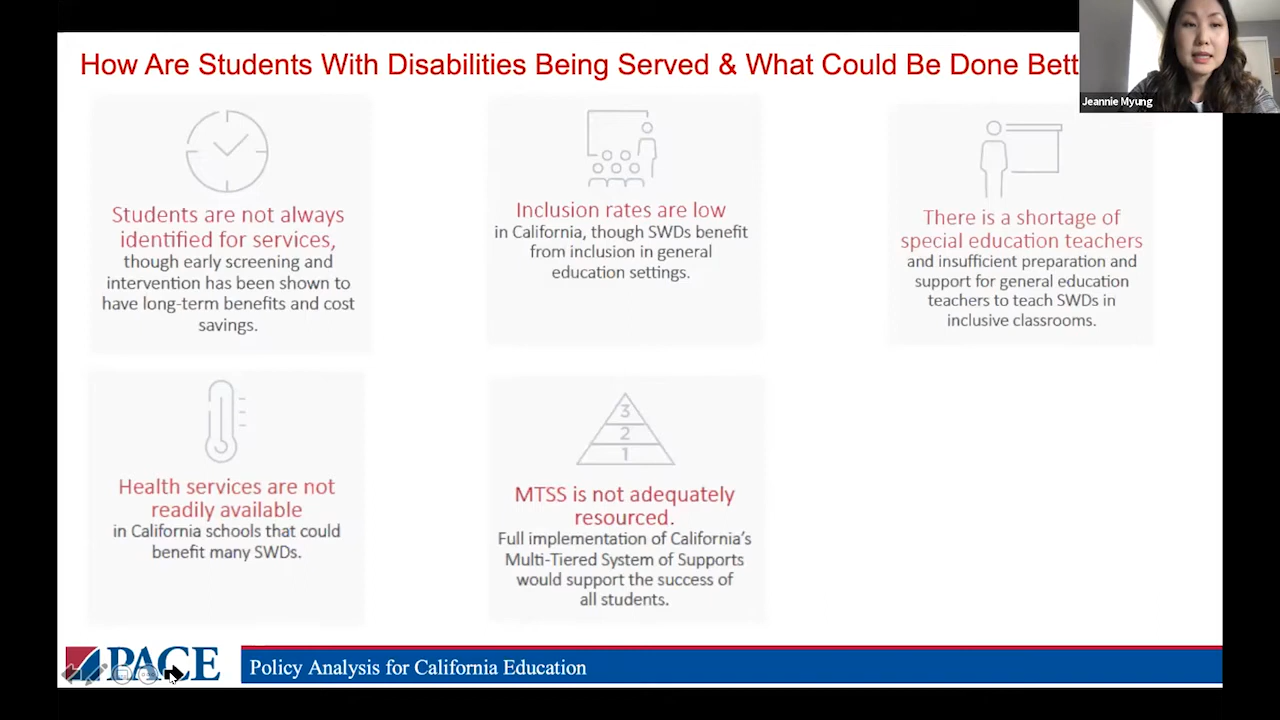 How Are Students With Disabilities Being Served & What Could Be Done Bett
Jeannie Myung
Students are not always
identified for services,
though early screening and
intervention has been shown to
have long-term benefits and cost
savings.
Inclusion rates are low
in California, though SWDs benefit
from inclusion in general
education settings.
There is a shortage of
special education teachers
and insufficient preparation and
support for general education
teachers to teach SWDs in
inclusive classrooms.
Health services are not
readily available
in California schools that could
benefit many SWDs.
3
2
1
MTSS is not adequately
resourced.
Full implementation of California's
Multi-Tiered System of Supports
would support the success of
all students.
PACE
Policy Analysis for California Education